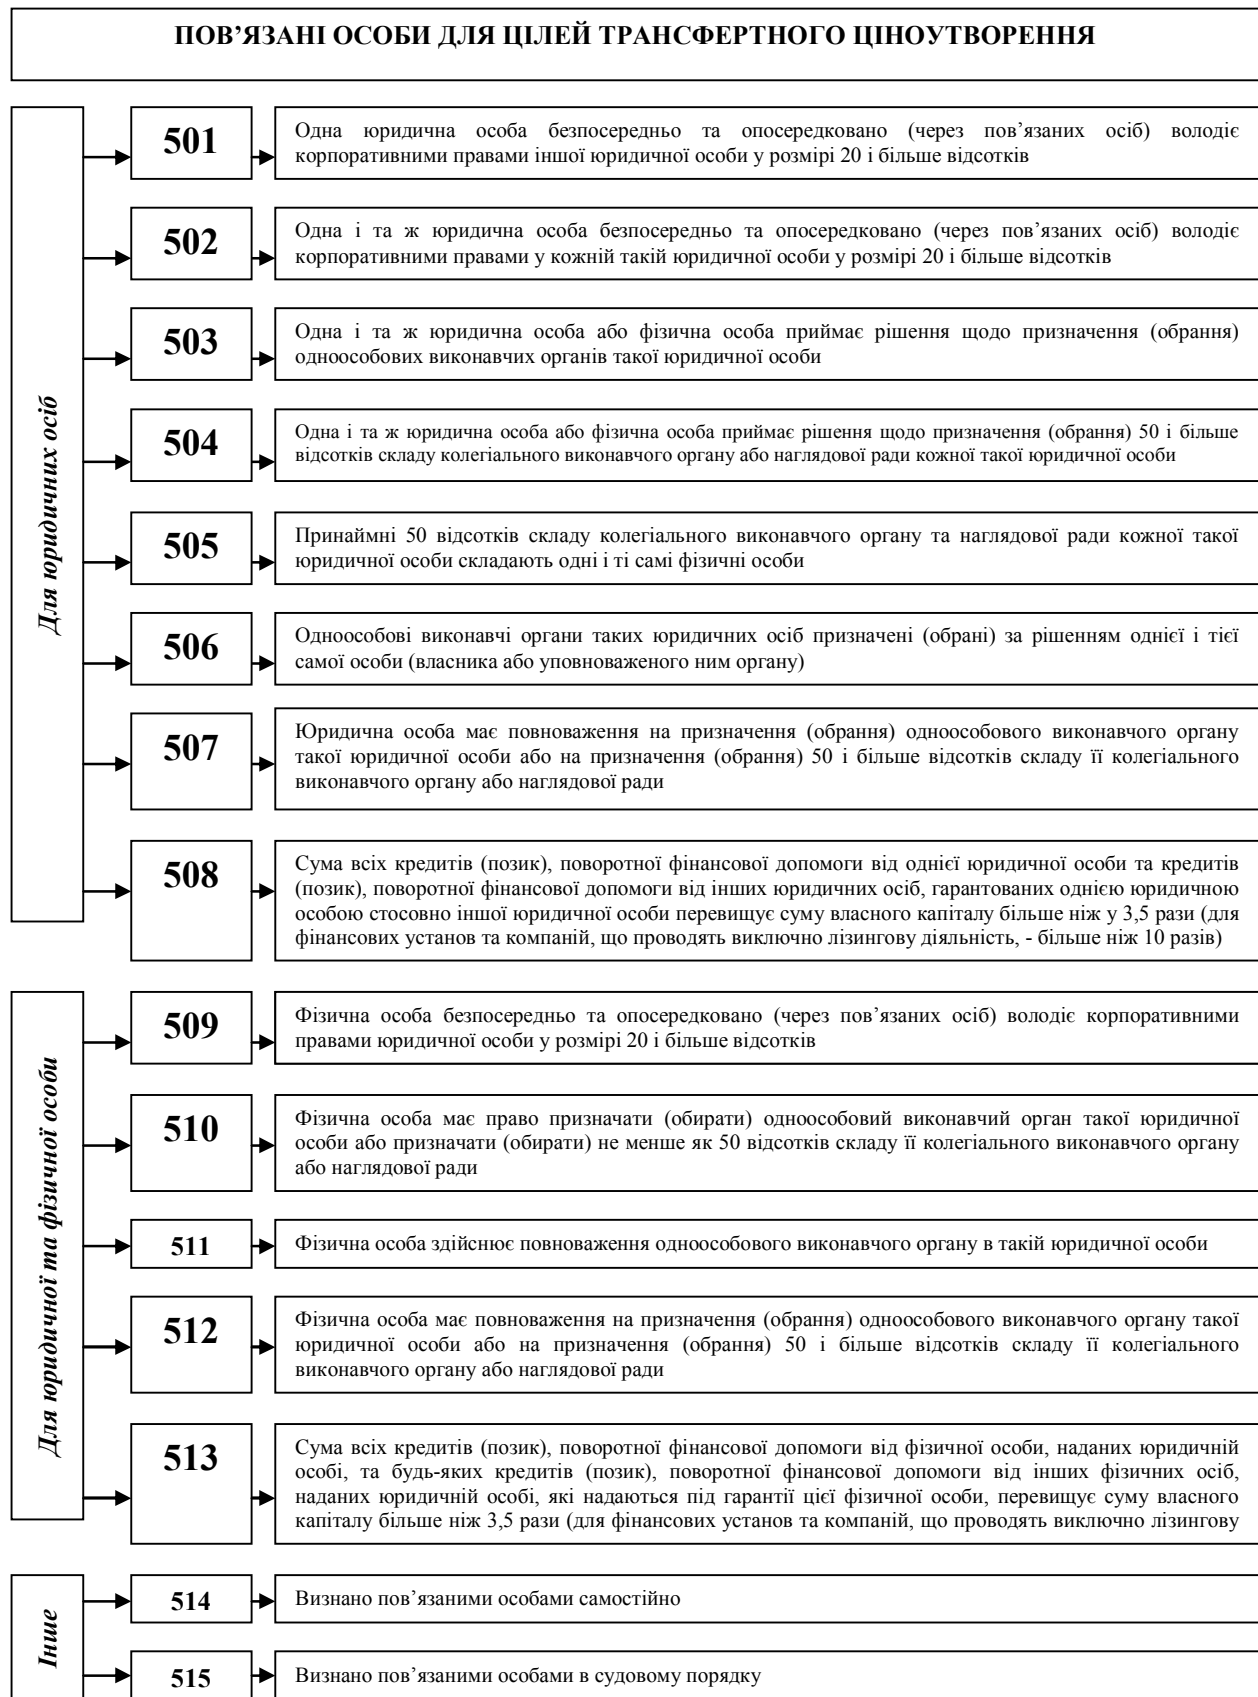 ПОВ’ЯЗАНІ ОСОБИ ДЛЯ ЦІЛЕЙ ТРАНСФЕРТНОГО ЦІНОУТВОРЕННЯ
Для юридичних осіб
501
Одна юридична особа безпосередньо та опосередковано (через пов’язаних осіб) володіє
корпоративними правами іншої юридичної особи у розмірі 20 і більше відсотків
502
Одна і та ж юридична особа безпосередньо та опосередковано (через пов’язаних осіб) володіє
корпоративними правами у кожній такій юридичної особи у розмірі 20 і більше відсотків
503
Одна і та ж юридична особа або фізична особа приймає рішення щодо призначення (обрання)
одноособових виконавчих органів такої юридичної особи
504
Одна і та ж юридична особа або фізична особа приймає рішення щодо призначення (обрання) 50 і більше
відсотків складу колегіального виконавчого органу або наглядової ради кожної такої юридичної особи
505
Принаймні 50 відсотків складу колегіального виконавчого органу та наглядової ради кожної такої
юридичної особи складають одні і ті самі фізичні особи
506
Одноособові виконавчі органи таких юридичних осіб призначені (обрані) за рішенням однієї і тієї
самої особи (власника або уповноваженого ним органу)
507
Юридична особа має повноваження на призначення (обрання) одноособового виконавчого органу
такої юридичної особи або на призначення (обрання) 50 і більше відсотків складу її колегіального
виконавчого органу або наглядової ради
508
Сума всіх кредитів (позик), поворотної фінансової допомоги від однієї юридичної особи та кредитів
(позик), поворотної фінансової допомоги від інших юридичних осіб, гарантованих однією юридичною
особою стосовно іншої юридичної особи перевищує суму власного капіталу більше ніж у 3,5 рази (для
фінансових установ та компаній, що проводять виключно лізингову діяльність, - більше ніж 10 разів)
Для юридичної та фізичної особи
509
Фізична особа безпосередньо та опосередковано (через пов’язаних осіб) володіє корпоративними
правами юридичної особи у розмірі 20 і більше відсотків
510
Фізична особа має право призначати (обирати) одноособовий виконавчий орган такої юридичної
особи або призначати (обирати) не менше як 50 відсотків складу її колегіального виконавчого органу
або наглядової ради
511
Фізична особа здійснює повноваження одноособового виконавчого органу в такій юридичної особи
512
Фізична особа має повноваження на призначення (обрання) одноособового виконавчого органу такої
юридичної особи або на призначення (обрання) 50 і більше відсотків складу її колегіального
виконавчого органу або наглядової ради
513
Сума всіх кредитів (позик), поворотної фінансової допомоги від фізичної особи, наданих юридичній
особі, та будь-яких кредитів (позик), поворотної фінансової допомоги від інших фізичних осіб,
наданих юридичній особі, які надаються під гарантії цієї фізичної особи, перевищує суму власного
капіталу більше ніж 3,5 рази (для фінансових установ та компаній, що проводять виключно лізингову
Інше
514
Визнано пов’язаними особами самостійно
515
Визнано пов’язаними особами в судовому порядку